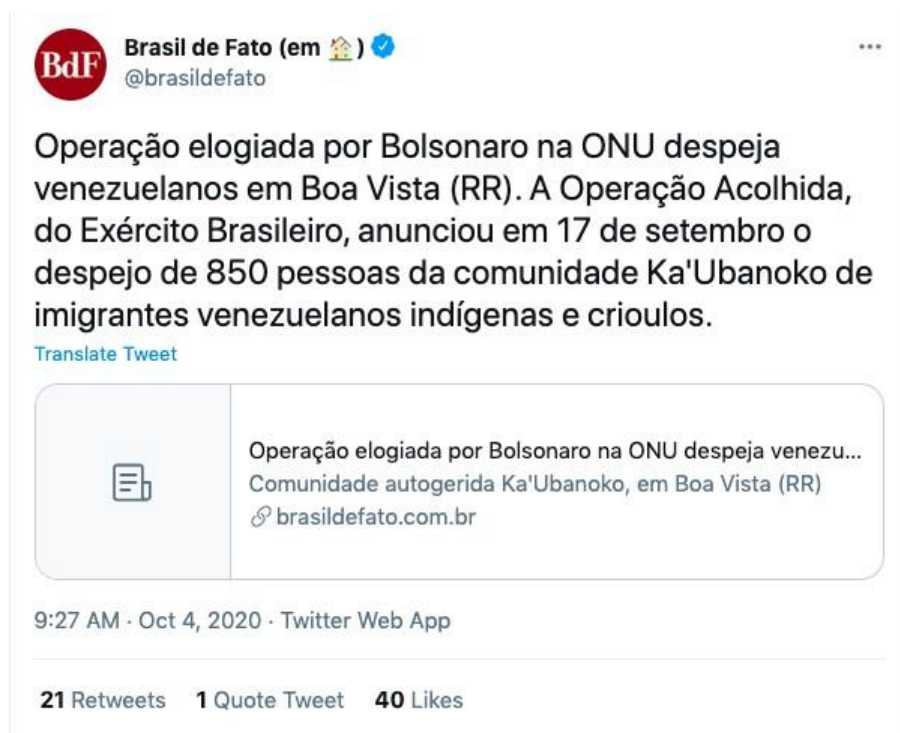 BdF
Brasil de Fato (em 🏠)
@brasildefato
Operação elogiada por Bolsonaro na ONU despeja
venezuelanos em Boa Vista (RR). A Operação Acolhida,
do Exército Brasileiro, anunciou em 17 de setembro o
despejo de 850 pessoas da comunidade Ka'Ubanoko de
imigrantes venezuelanos indígenas e crioulos.
Translate Tweet
Operação elogiada por Bolsonaro na ONU despeja venezu...
Comunidade autogerida Ka'Ubanoko, em Boa Vista (RR)
brasildefato.com.br
9:27 AM · Oct 4, 2020 · Twitter Web App
21 Retweets 1 Quote Tweet 40 Likes